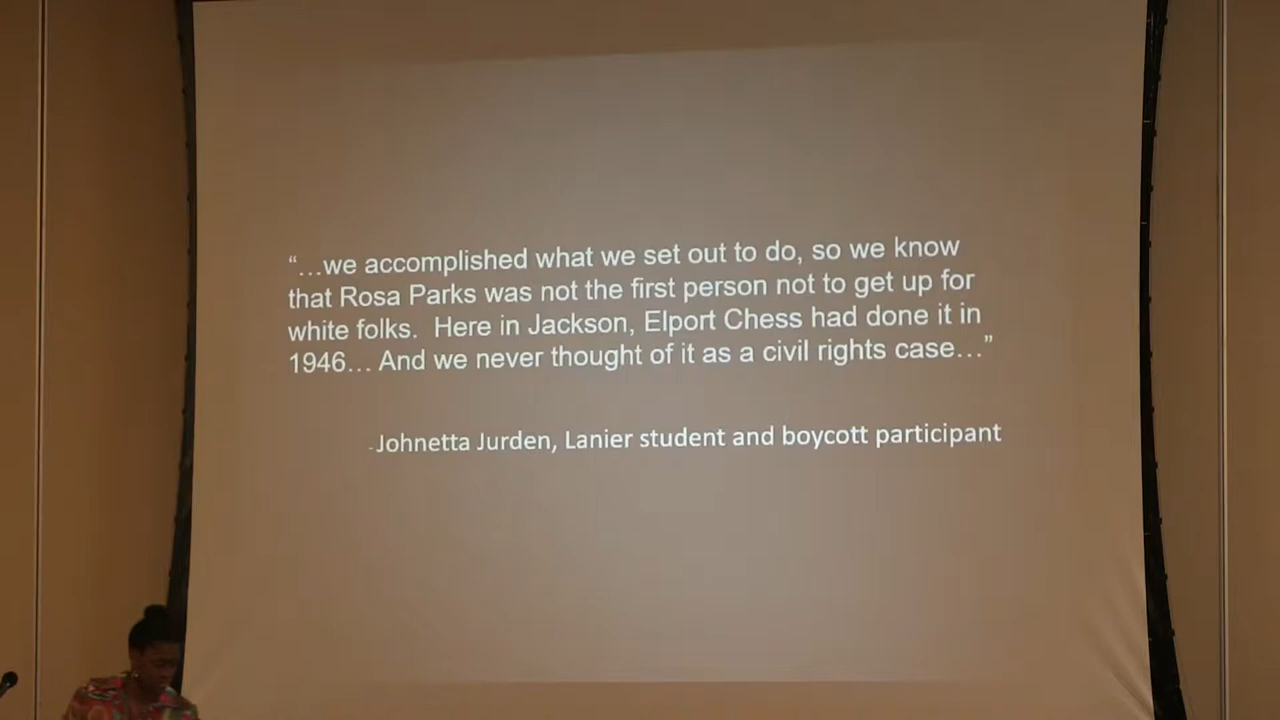 “…we accomplished what we set out to do, so we know
that Rosa Parks was not the first person not to get up for
white folks.  Here in Jackson, Elport Chess had done it in
1946… And we never thought of it as a civil rights case…”
-Johnetta Jurden, Lanier student and boycott participant